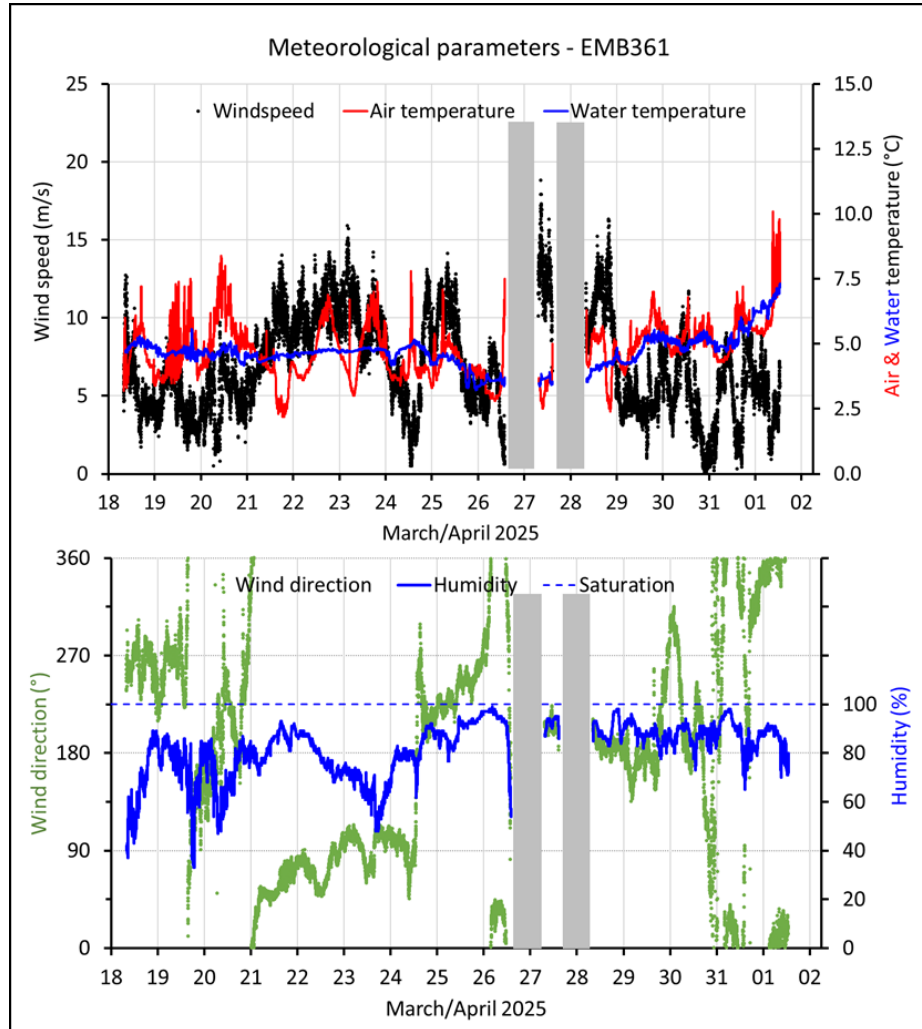 Meteorological parameters - EMB361
25 15.0
Windspeed Air temperature Water temperature
20 12.5
15 10.0
10 7.5
5.0
5 2.5
0 0.0
Wind speed (m/s)
Air & Water temperature (°C)
18 19 20 21 22 23 24 25 26 27 28 29 30 31 01 02
March/April 2025
360
Wind direction Humidity Saturation
270
100
180 80
60
90 40
20
0 0
Wind direction (°)
Humidity (%)
18 19 20 21 22 23 24 25 26 27 28 29 30 31 01 02
March/April 2025